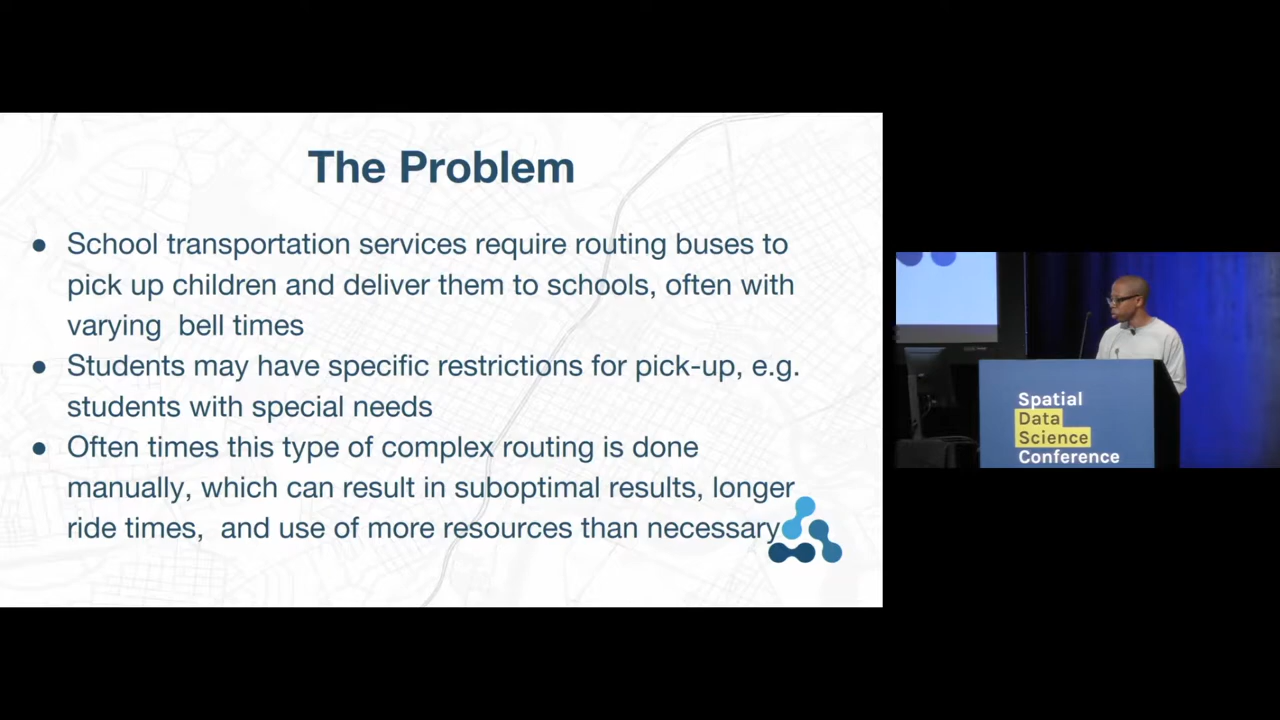 The Problem
● School transportation services require routing buses to
pick up children and deliver them to schools, often with
varying  bell times
● Students may have specific restrictions for pick-up, e.g.
students with special needs
● Often times this type of complex routing is done
manually, which can result in suboptimal results, longer
ride times,  and use of more resources than necessary
Spatial
Data
Science
Conference